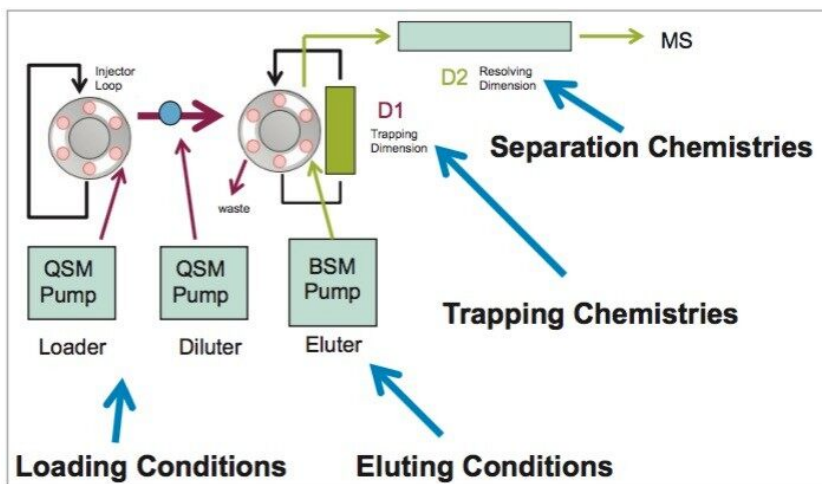 Injector
Loop
MS
D2
Resolving
Dimension
D1
Trapping
Dimension
Separation Chemistries
waste
QSM
Pump
QSM
Pump
BSM
Pump
Trapping Chemistries
Loader
Diluter
Eluter
Loading Conditions
Eluting Conditions